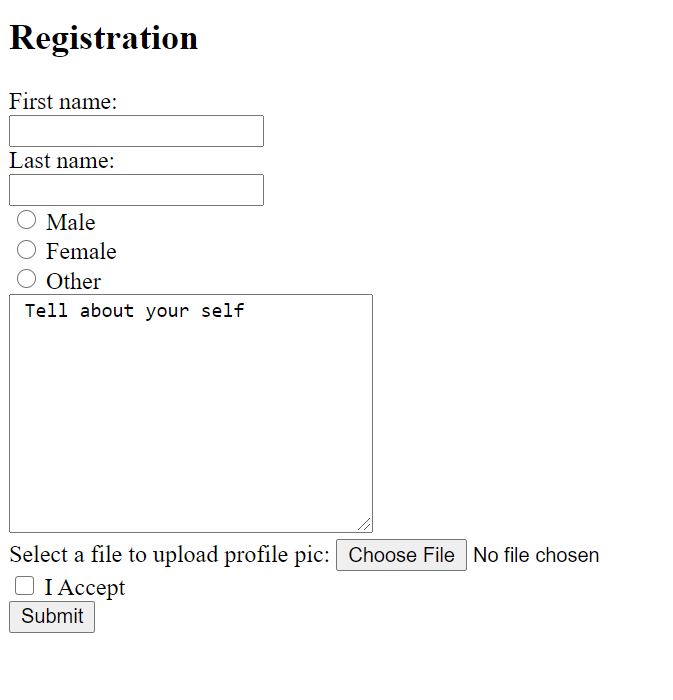 Registration
First name:
Last name:
Male
Female
Other
Tell about your self
Select a file to upload profile pic: Choose File No file chosen
I Accept
Submit